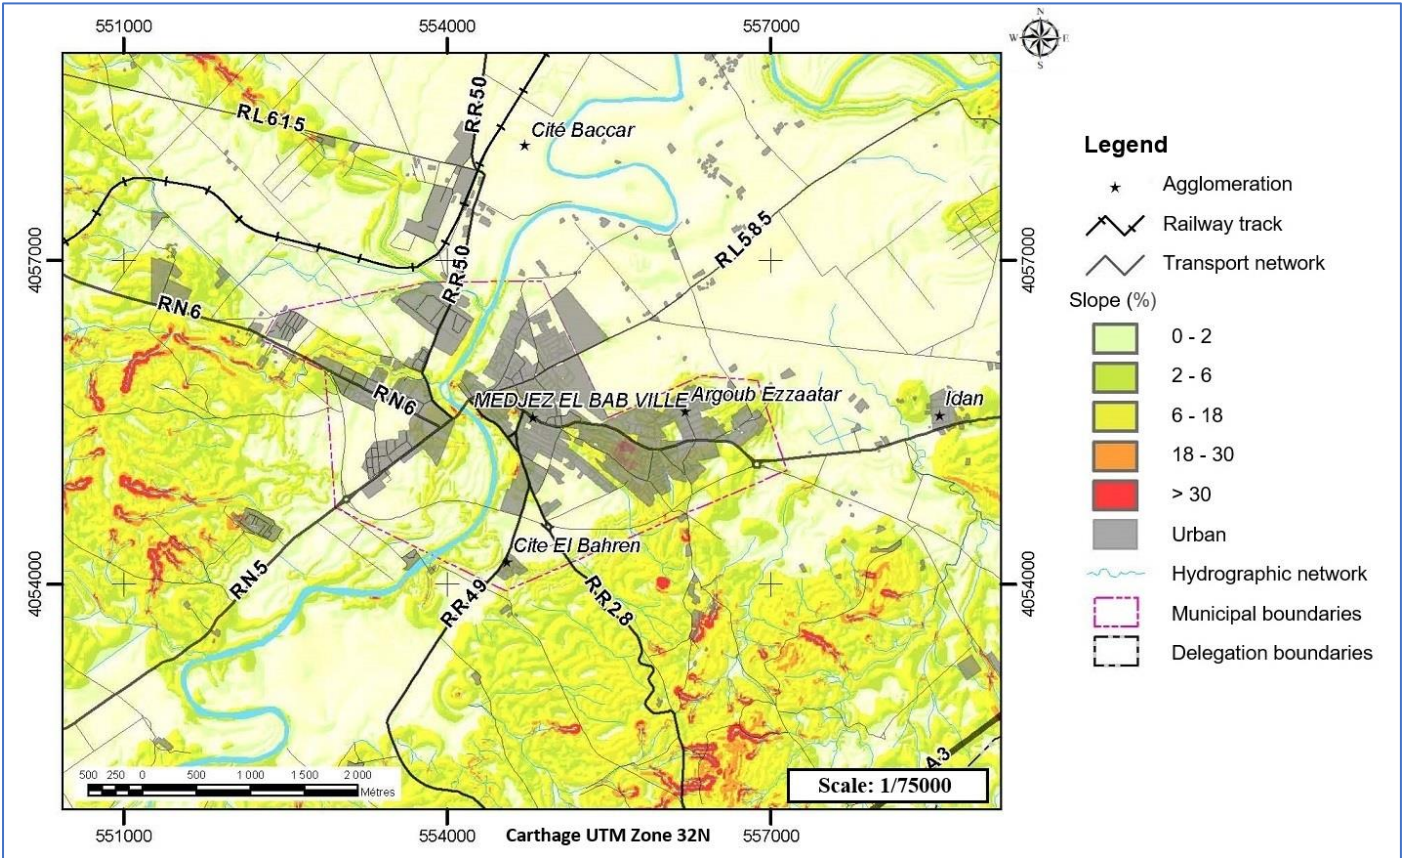 551000 554000 557000
N
W E
S
RR50
RL615
Cité Baccar
RL585
4057000
4057000
RR50
RN6
RN6
MEDJEZ EL BAB VILLE
Argoub Ezzaatar
Idan
Cite El Bahren
4054000
4054000
RN5
RR49
RR28
A3
500 250 0 500 1 000 1 500 2 000
Métres
Scale: 1/75000
551000 554000 557000
Carthage UTM Zone 32N
Legend
Agglomeration
Railway track
Transport network
Slope (%)
0 - 2
2 - 6
6 - 18
18 - 30
> 30
Urban
Hydrographic network
Municipal boundaries
Delegation boundaries